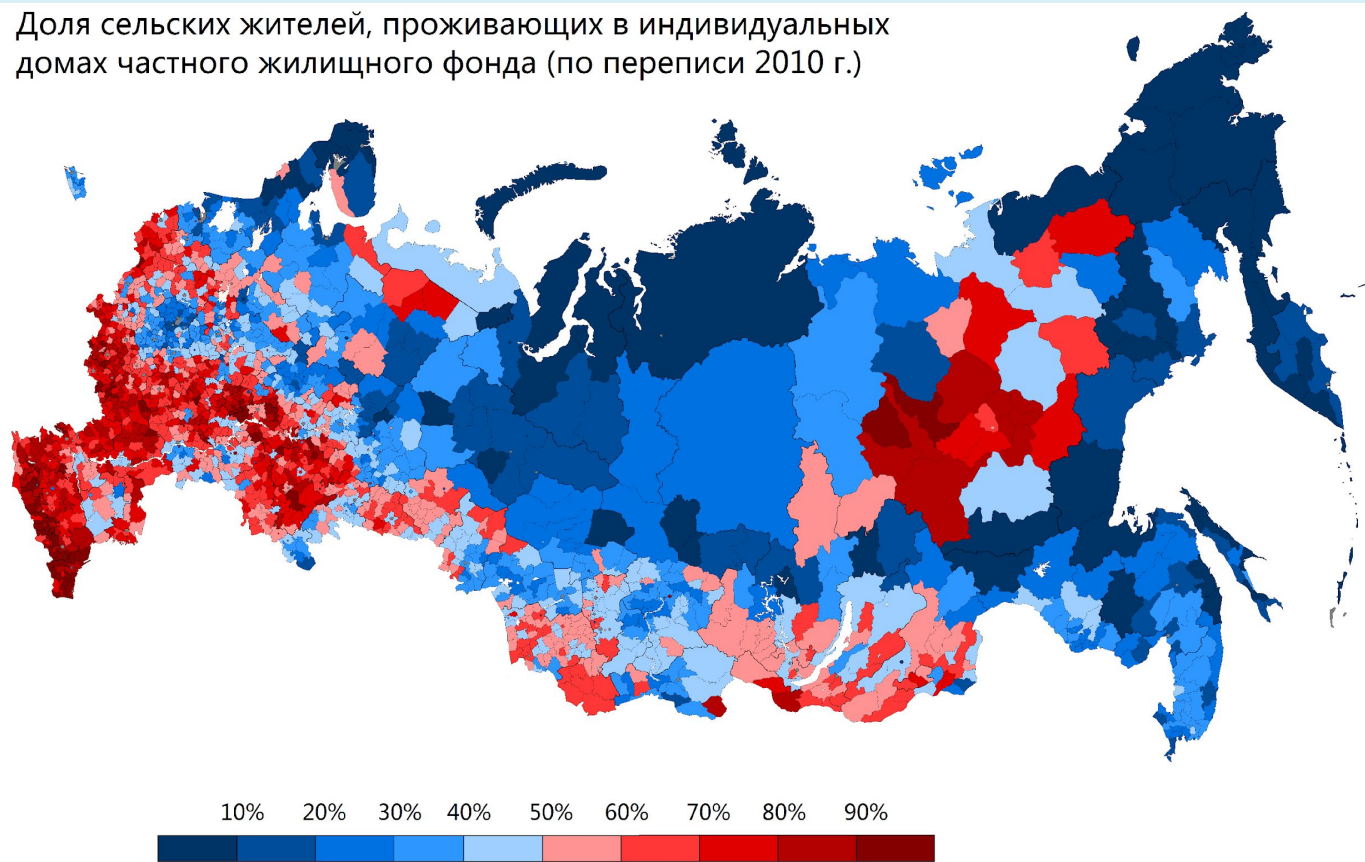 Доля сельских жителей, проживающих в индивидуальных
домах частного жилищного фонда (по переписи 2010 г.)
10% 20% 30% 40% 50% 60% 70% 80% 90%